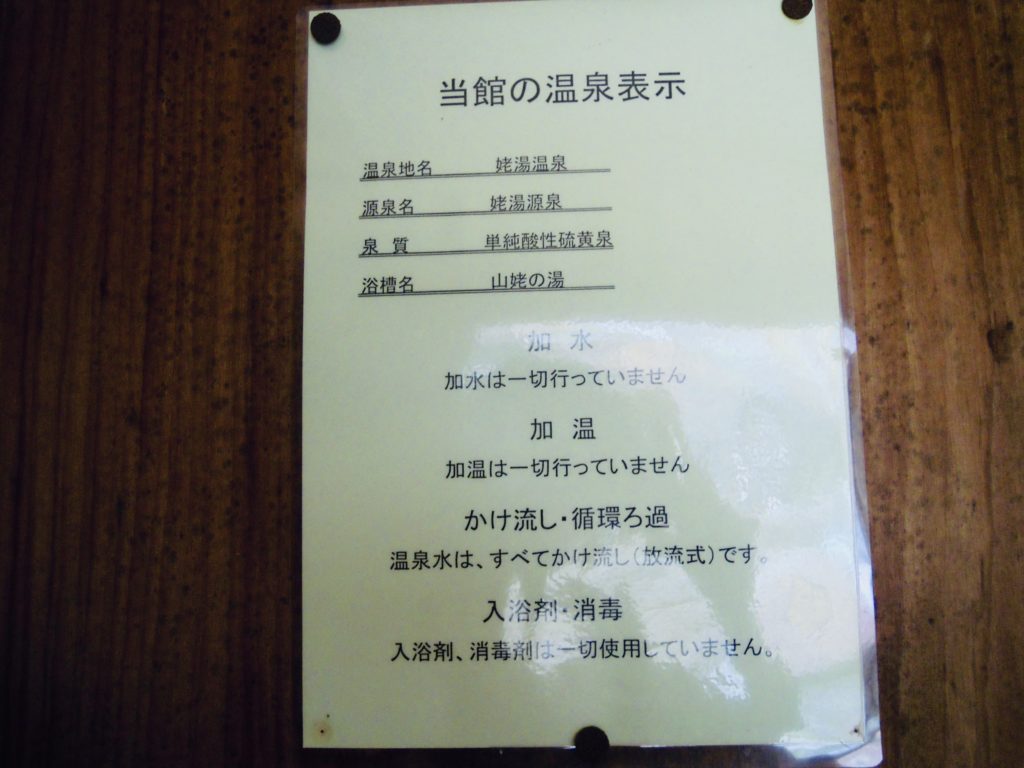 当館の温泉表示
温泉地名 姥湯温泉
源泉名 姥湯源泉
泉 質 単純酸性硫黄泉
浴槽名 山姥の湯
加 水
加水は一切行っていません
加 温
加温は一切行っていません
かけ流し・循環ろ過
温泉水は、すべてかけ流し(放流式)です。
入浴剤・消毒
入浴剤、消毒剤は一切使用していません。